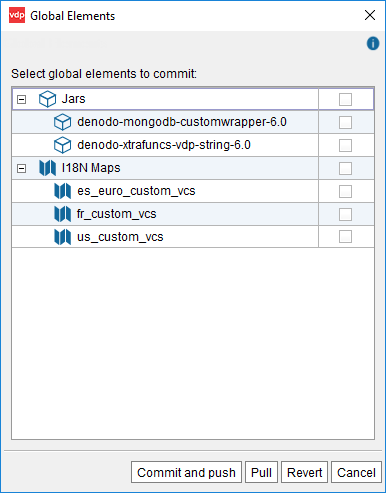 vdp Global Elements
i
Select global elements to commit:
Jars
denodo-mongodb-customwrapper-6.0
denodo-xtrafuncs-vdp-string-6.0
I18N Maps
es_euro_custom_vcs
fr_custom_vcs
us_custom_vcs
Commit and push Pull Revert Cancel